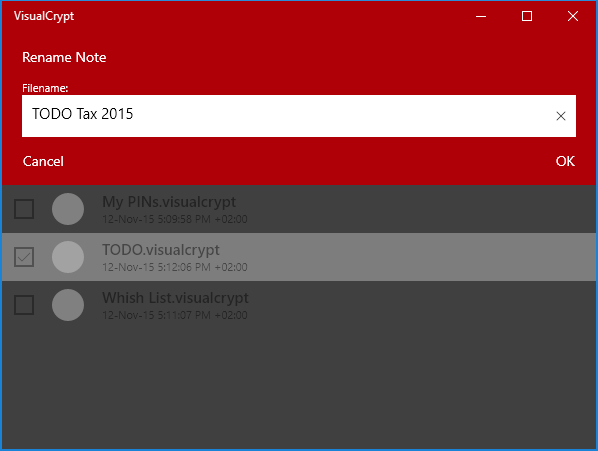 VisualCrypt
Rename Note
Filename:
TODO Tax 2015
Cancel
OK
My PINs.visualcrypt
12-Nov-15 5:09:58 PM +02:00
TODO.visualcrypt
12-Nov-15 5:12:06 PM +02:00
Whish List.visualcrypt
12-Nov-15 5:11:07 PM +02:00